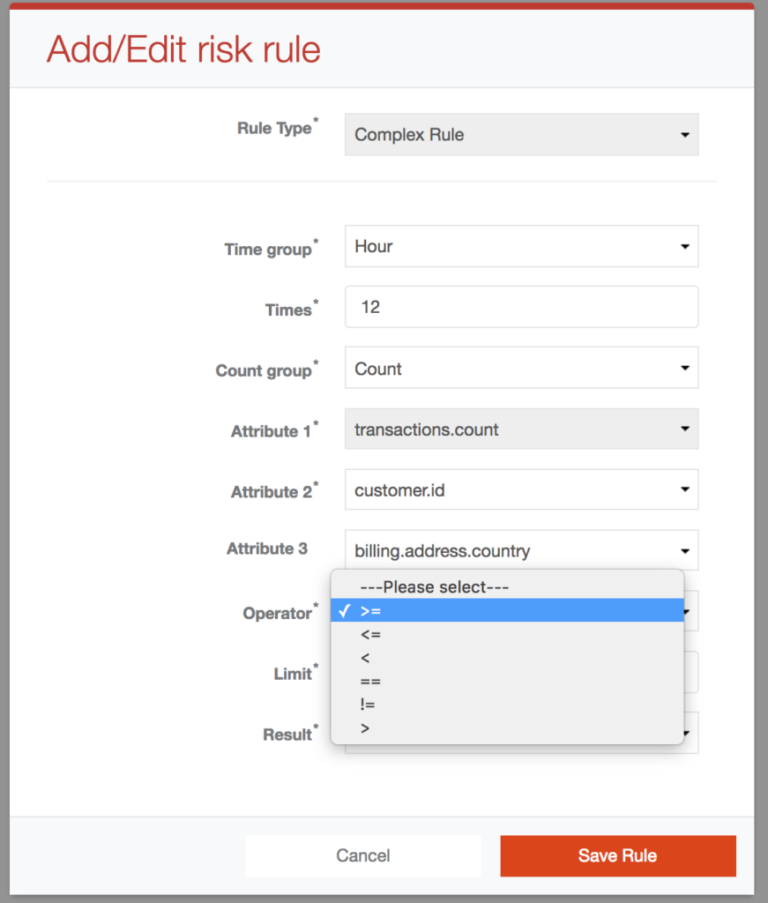 Add/Edit risk rule
Rule Type* Complex Rule
Time group* Hour
Times* 12
Count group* Count
Attribute 1* transactions.count
Attribute 2* customer.id
Attribute 3 billing.address.country
---Please select---
Operator* ✓ >=
<=
<
Limit*
==
!=
Result* >
Cancel Save Rule